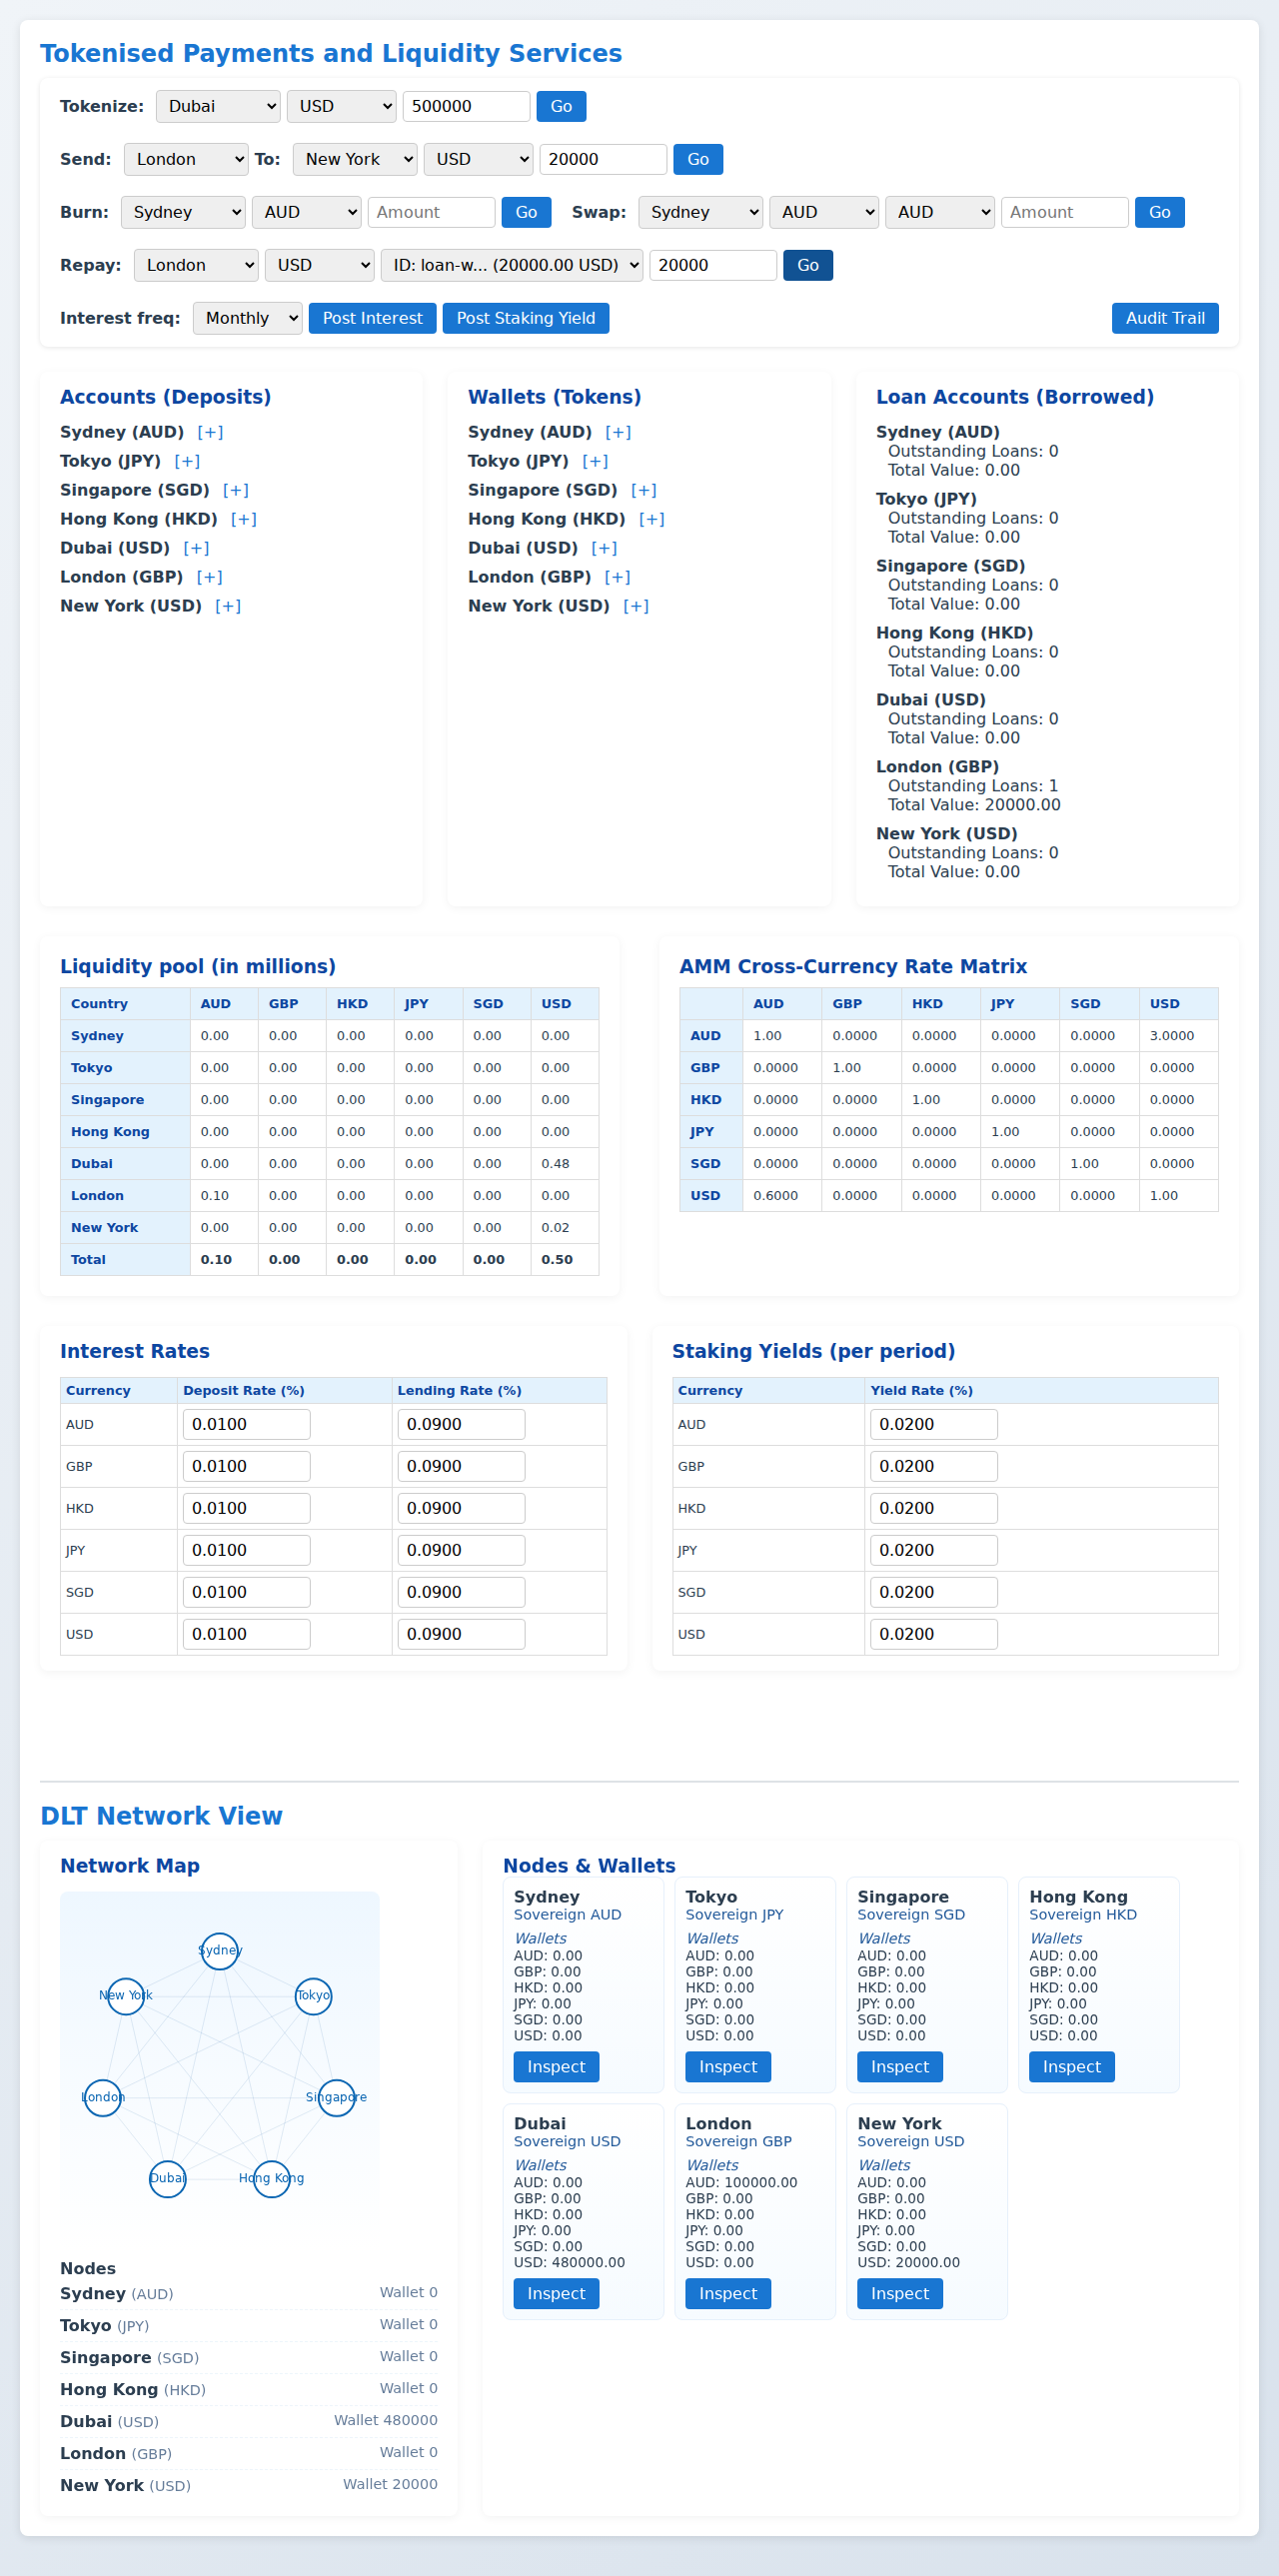 Tokenised Payments and Liquidity Services
Tokenize: Dubai USD 500000 Go
Send: London To: New York USD 20000 Go
Burn: Sydney AUD Amount Go Swap: Sydney AUD AUD Amount Go
Repay: London USD ID: loan-w... (20000.00 USD) 20000 Go
Interest freq: Monthly Post Interest Post Staking Yield Audit Trail
Accounts (Deposits)
Sydney (AUD) [+]
Tokyo (JPY) [+]
Singapore (SGD) [+]
Hong Kong (HKD) [+]
Dubai (USD) [+]
London (GBP) [+]
New York (USD) [+]
Wallets (Tokens)
Sydney (AUD) [+]
Tokyo (JPY) [+]
Singapore (SGD) [+]
Hong Kong (HKD) [+]
Dubai (USD) [+]
London (GBP) [+]
New York (USD) [+]
Loan Accounts (Borrowed)
Sydney (AUD)
Outstanding Loans: 0
Total Value: 0.00
Tokyo (JPY)
Outstanding Loans: 0
Total Value: 0.00
Singapore (SGD)
Outstanding Loans: 0
Total Value: 0.00
Hong Kong (HKD)
Outstanding Loans: 0
Total Value: 0.00
Dubai (USD)
Outstanding Loans: 0
Total Value: 0.00
London (GBP)
Outstanding Loans: 1
Total Value: 20000.00
New York (USD)
Outstanding Loans: 0
Total Value: 0.00
Liquidity pool (in millions)
Country AUD GBP HKD JPY SGD USD
Sydney 0.00 0.00 0.00 0.00 0.00 0.00
Tokyo 0.00 0.00 0.00 0.00 0.00 0.00
Singapore 0.00 0.00 0.00 0.00 0.00 0.00
Hong Kong 0.00 0.00 0.00 0.00 0.00 0.00
Dubai 0.00 0.00 0.00 0.00 0.00 0.48
London 0.10 0.00 0.00 0.00 0.00 0.00
New York 0.00 0.00 0.00 0.00 0.00 0.02
Total 0.10 0.00 0.00 0.00 0.00 0.50
AMM Cross-Currency Rate Matrix
AUD GBP HKD JPY SGD USD
AUD 1.00 0.0000 0.0000 0.0000 0.0000 3.0000
GBP 0.0000 1.00 0.0000 0.0000 0.0000 0.0000
HKD 0.0000 0.0000 1.00 0.0000 0.0000 0.0000
JPY 0.0000 0.0000 0.0000 1.00 0.0000 0.0000
SGD 0.0000 0.0000 0.0000 0.0000 1.00 0.0000
USD 0.6000 0.0000 0.0000 0.0000 0.0000 1.00
Interest Rates
Currency Deposit Rate (%) Lending Rate (%)
AUD 0.0100 0.0900
GBP 0.0100 0.0900
HKD 0.0100 0.0900
JPY 0.0100 0.0900
SGD 0.0100 0.0900
USD 0.0100 0.0900
Staking Yields (per period)
Currency Yield Rate (%)
AUD 0.0200
GBP 0.0200
HKD 0.0200
JPY 0.0200
SGD 0.0200
USD 0.0200
DLT Network View
Network Map
Sydney
New York
Tokyo
London
Singapore
Dubai
Hong Kong
Nodes
Sydney (AUD) Wallet 0
Tokyo (JPY) Wallet 0
Singapore (SGD) Wallet 0
Hong Kong (HKD) Wallet 0
Dubai (USD) Wallet 480000
London (GBP) Wallet 0
New York (USD) Wallet 20000
Nodes & Wallets
Sydney
Sovereign AUD
Wallets
AUD: 0.00
GBP: 0.00
HKD: 0.00
JPY: 0.00
SGD: 0.00
USD: 0.00
Inspect
Tokyo
Sovereign JPY
Wallets
AUD: 0.00
GBP: 0.00
HKD: 0.00
JPY: 0.00
SGD: 0.00
USD: 0.00
Inspect
Singapore
Sovereign SGD
Wallets
AUD: 0.00
GBP: 0.00
HKD: 0.00
JPY: 0.00
SGD: 0.00
USD: 0.00
Inspect
Hong Kong
Sovereign HKD
Wallets
AUD: 0.00
GBP: 0.00
HKD: 0.00
JPY: 0.00
SGD: 0.00
USD: 0.00
Inspect
Dubai
Sovereign USD
Wallets
AUD: 0.00
GBP: 0.00
HKD: 0.00
JPY: 0.00
SGD: 0.00
USD: 480000.00
Inspect
London
Sovereign GBP
Wallets
AUD: 100000.00
GBP: 0.00
HKD: 0.00
JPY: 0.00
SGD: 0.00
USD: 0.00
Inspect
New York
Sovereign USD
Wallets
AUD: 0.00
GBP: 0.00
HKD: 0.00
JPY: 0.00
SGD: 0.00
USD: 20000.00
Inspect